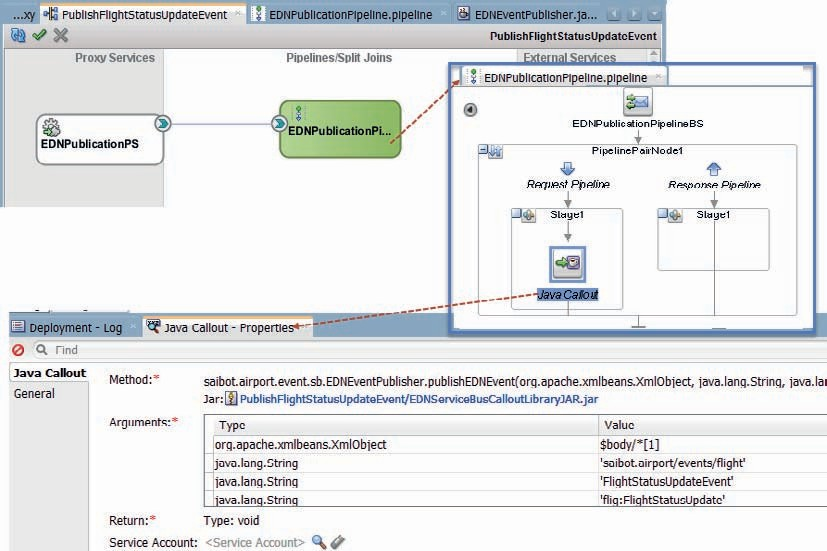 ...xy PublishFlightStatusUpdateEvent EDNPublicationPipeline.pipeline EDNEventPublisher.ja...
PublishFlightStatusUpdateEvent
Proxy Services Pipelines/Split Joins External Services
EDNPublicationPS
EDNPublicationPi...
EDNPublicationPipeline.pipeline
EDNPublicationPipelineBS
PipelinePairNode1
Request Pipeline Response Pipeline
Stage1 Stage1
Java Callout
Deployment - Log Java Callout - Properties
Find
Java Callout
General
Method:* saibot.airport.event.sb.EDNEventPublisher.publishEDNEvent(org.apache.xmlbeans.XmlObject, java.lang.String, java.la
Jar: PublishFlightStatusUpdateEvent/EDNServiceBusCalloutLibraryJAR.jar
Arguments:* Type Value
org.apache.xmlbeans.XmlObject $body/*[1]
java.lang.String 'saibot.airport/events/flight'
java.lang.String 'FlightStatusUpdateEvent'
java.lang.String 'flig:FlightStatusUpdate'
Return:* Type: void
Service Account: <Service Account>